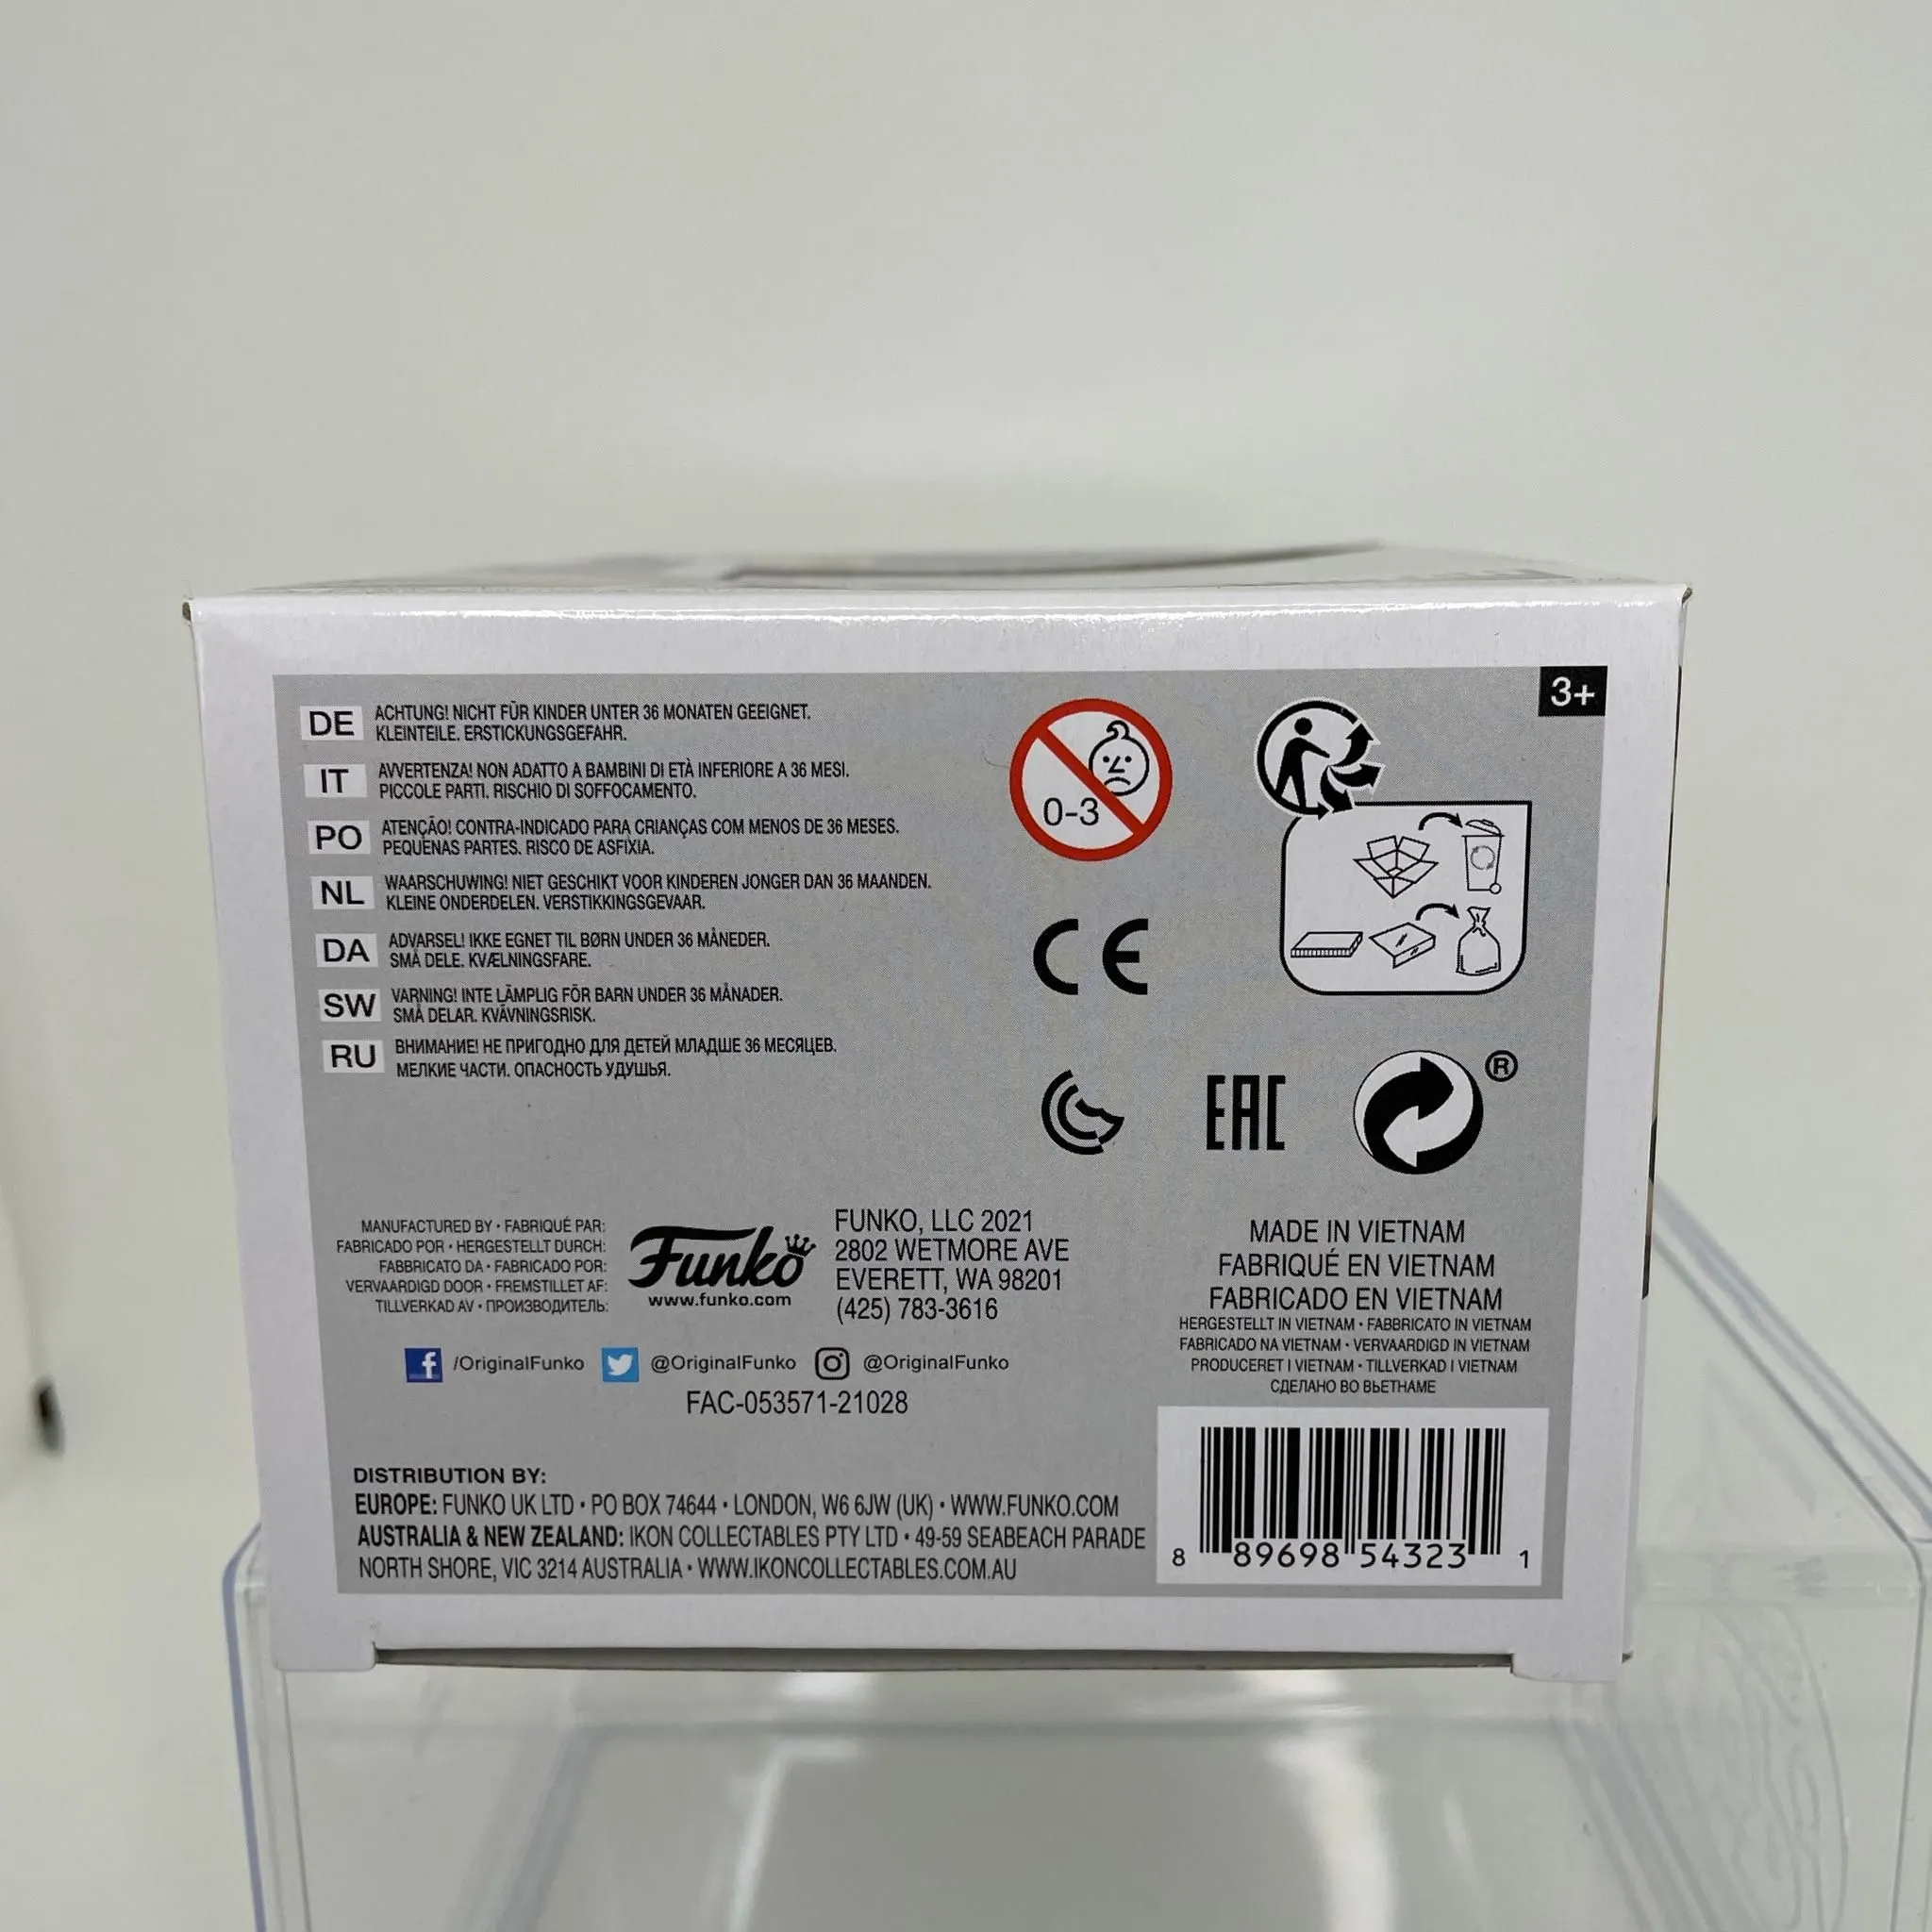 3+
DE ACHTUNG! NICHT FÜR KINDER UNTER 36 MONATEN GEEIGNET.
KLEINTEILE. ERSTICKUNGSGEFAHR.
IT AVVERTENZA! NON ADATTO A BAMBINI DI ETÀ INFERIORE A 36 MESI.
PICCOLE PARTI. RISCHIO DI SOFFOCAMENTO.
PO ATENÇÃO! CONTRA-INDICADO PARA CRIANÇAS COM MENOS DE 36 MESES.
PEQUENAS PARTES. RISCO DE ASFIXIA.
NL WAARSCHUWING! NIET GESCHIKT VOOR KINDEREN JONGER DAN 36 MAANDEN.
KLEINE ONDERDELEN. VERSTIKKINGSGEVAAR.
DA ADVARSEL! IKKE EGNET TIL BØRN UNDER 36 MÅNEDER.
SMÅ DELE. KVÆLNINGSFARE.
SW VARNING! INTE LÄMPLIG FÖR BARN UNDER 36 MÅNADER.
SMÅ DELAR. KVÄVNINGSRISK.
RU ВНИМАНИЕ! НЕ ПРИГОДНО ДЛЯ ДЕТЕЙ МЛАДШЕ 36 МЕСЯЦЕВ.
МЕЛКИЕ ЧАСТИ. ОПАСНОСТЬ УДУШЬЯ.
0-3
CE
EAC
®
MANUFACTURED BY • FABRIQUÉ PAR:
FABRICADO POR • HERGESTELLT DURCH:
FABBRICATO DA • FABRICADO POR:
VERVAARDIGD DOOR • FREMSTILLET AF:
TILLVERKAD AV • ПРОИЗВОДИТЕЛЬ:
Funko
www.funko.com
FUNKO, LLC 2021
2802 WETMORE AVE
EVERETT, WA 98201
(425) 783-3616
/OriginalFunko @OriginalFunko @OriginalFunko
FAC-053571-21028
MADE IN VIETNAM
FABRIQUÉ EN VIETNAM
FABRICADO EN VIETNAM
HERGESTELLT IN VIETNAM • FABBRICATO IN VIETNAM
FABRICADO NA VIETNAM • VERVAARDIGD IN VIETNAM
PRODUCERET I VIETNAM • TILLVERKAD I VIETNAM
СДЕЛАНО ВО ВЬЕТНАМЕ
DISTRIBUTION BY:
EUROPE: FUNKO UK LTD • PO BOX 74644 • LONDON, W6 6JW (UK) • WWW.FUNKO.COM
AUSTRALIA & NEW ZEALAND: IKON COLLECTABLES PTY LTD • 49-59 SEABEACH PARADE
NORTH SHORE, VIC 3214 AUSTRALIA • WWW.IKONCOLLECTABLES.COM.AU
8 89698 54323 1